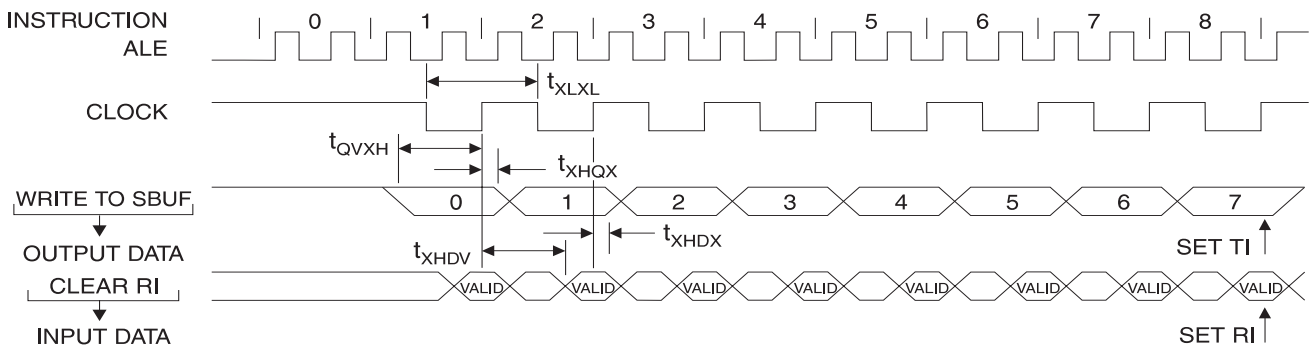 INSTRUCTION 0 1 2 3 4 5 6 7 8
ALE
tXLXL
CLOCK
tQVXH
tXHQX
WRITE TO SBUF 0 1 2 3 4 5 6 7
OUTPUT DATA tXHDV tXHDX SET TI
CLEAR RI VALID VALID VALID VALID VALID VALID VALID VALID
INPUT DATA SET RI